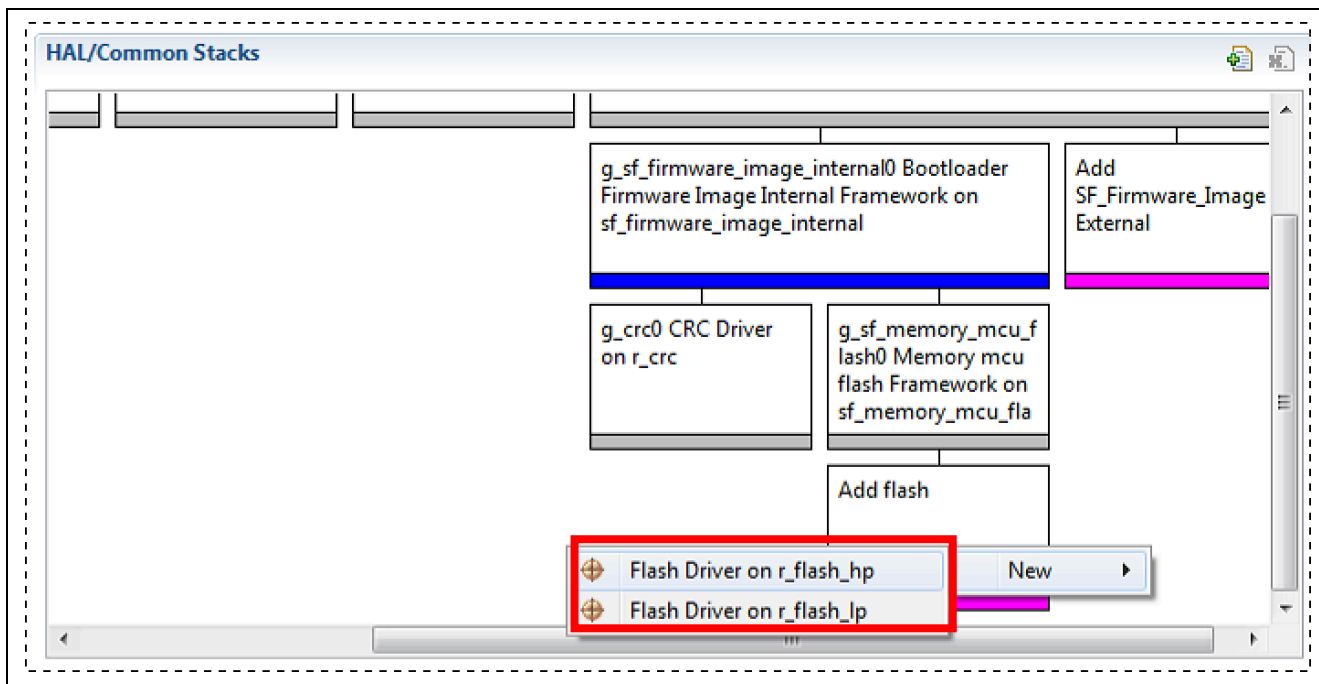 HAL/Common Stacks
g_sf_firmware_image_internal0 Bootloader
Firmware Image Internal Framework on
sf_firmware_image_internal
Add
SF_Firmware_Image
External
g_crc0 CRC Driver
on r_crc
g_sf_memory_mcu_f
lash0 Memory mcu
flash Framework on
sf_memory_mcu_fla
Add flash
Flash Driver on r_flash_hp
New
Flash Driver on r_flash_lp